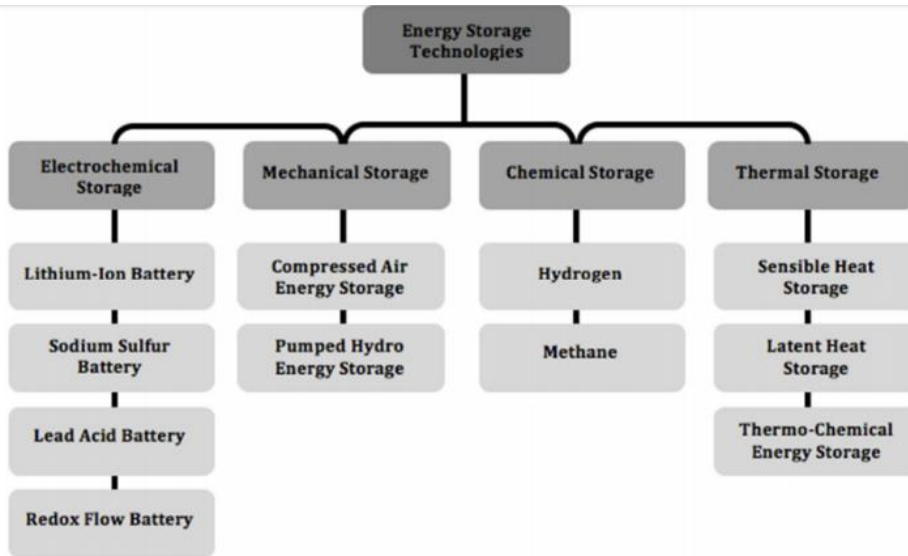 Energy Storage
Technologies
Electrochemical
Storage
Mechanical Storage
Chemical Storage
Thermal Storage
Lithium-Ion Battery
Compressed Air
Energy Storage
Hydrogen
Sensible Heat
Storage
Sodium Sulfur
Battery
Pumped Hydro
Energy Storage
Methane
Latent Heat
Storage
Lead Acid Battery
Thermo-Chemical
Energy Storage
Redox Flow Battery